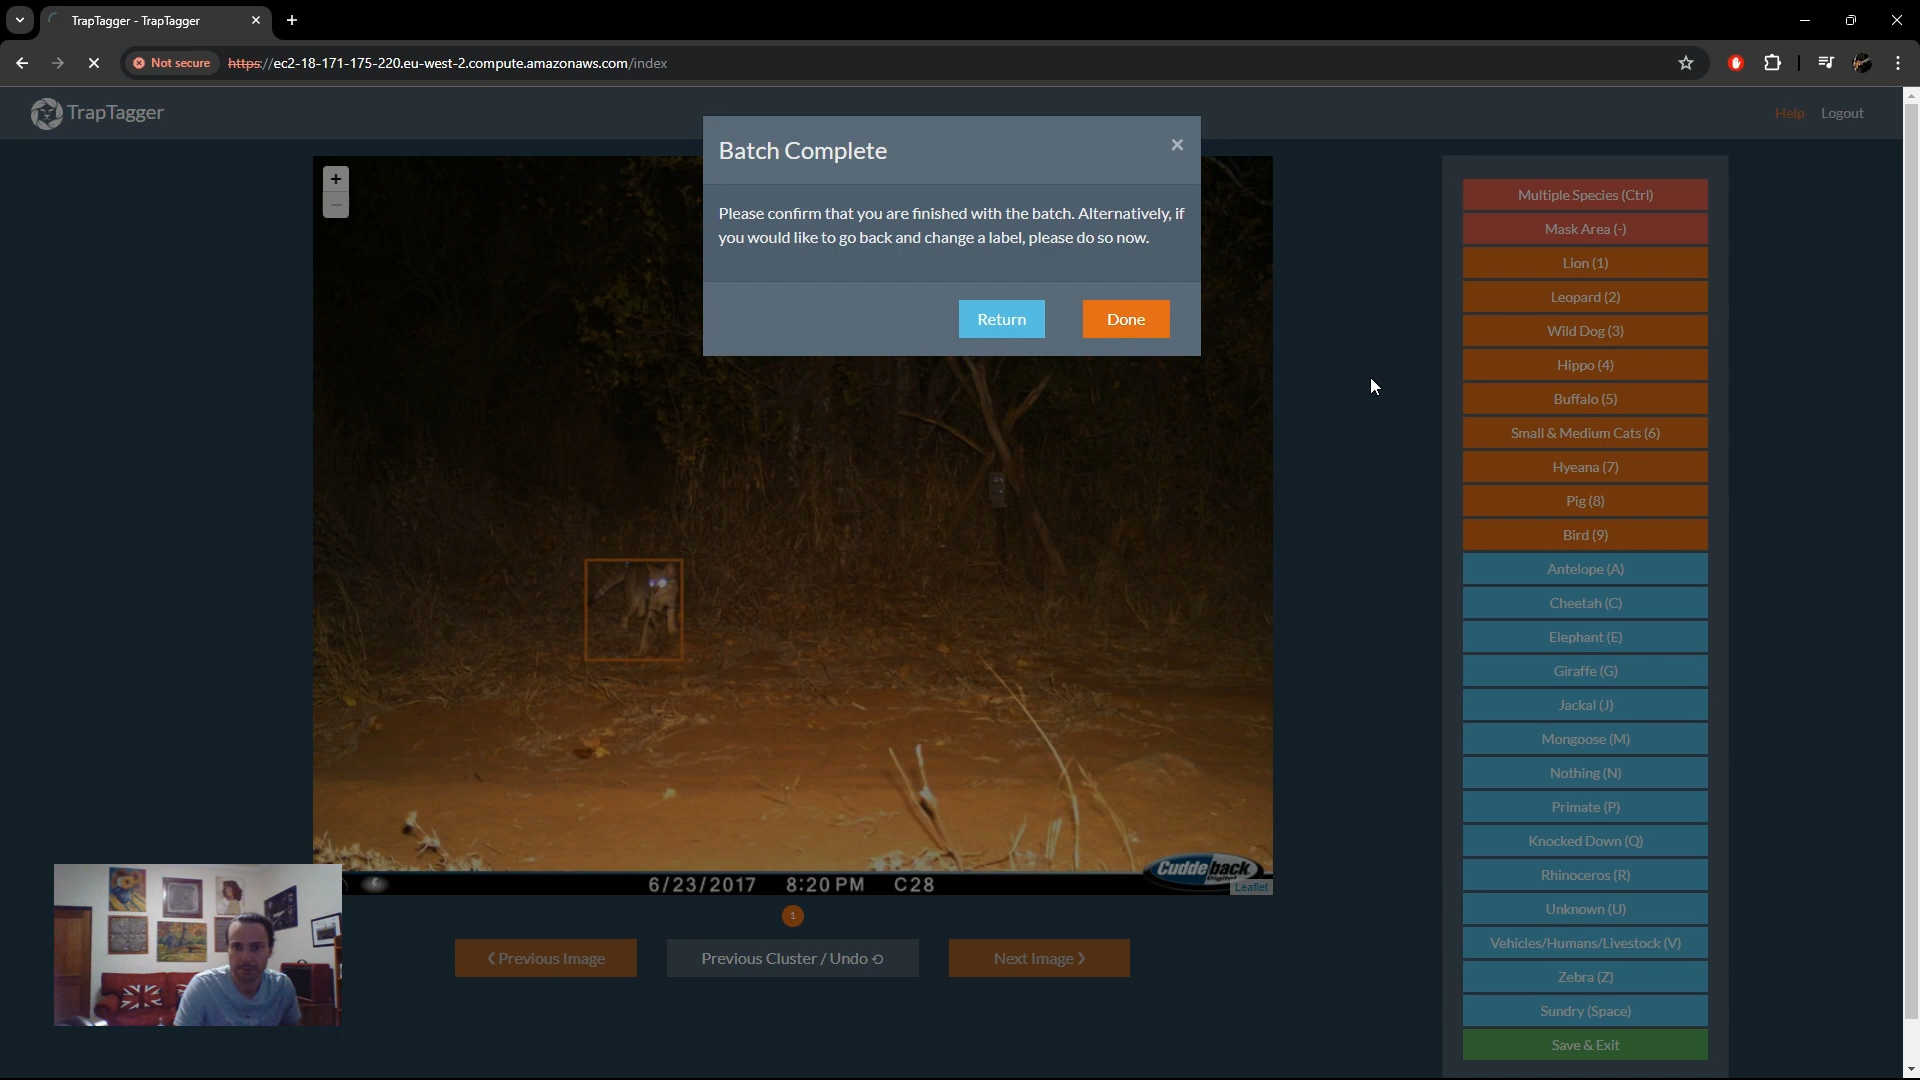 TrapTagger - TrapTagger
Not secure
https://ec2-18-171-175-220.eu-west-2.compute.amazonaws.com/index
TrapTagger
Help
Logout
Batch Complete
×
Please confirm that you are finished with the batch. Alternatively, if
you would like to go back and change a label, please do so now.
Return
Done
+
−
Multiple Species (Ctrl)
Mask Area (-)
Lion (1)
Leopard (2)
Wild Dog (3)
Hippo (4)
Buffalo (5)
Small & Medium Cats (6)
Hyeana (7)
Pig (8)
Bird (9)
Antelope (A)
Cheetah (C)
Elephant (E)
Giraffe (G)
Jackal (J)
Mongoose (M)
Nothing (N)
Primate (P)
Knocked Down (Q)
Rhinoceros (R)
Unknown (U)
Vehicles/Humans/Livestock (V)
Zebra (Z)
Sundry (Space)
Save & Exit
Cuddeback
Digital
6/23/2017 8:20 PM C28
Leaflet
1
Previous Image
Previous Cluster / Undo
Next Image